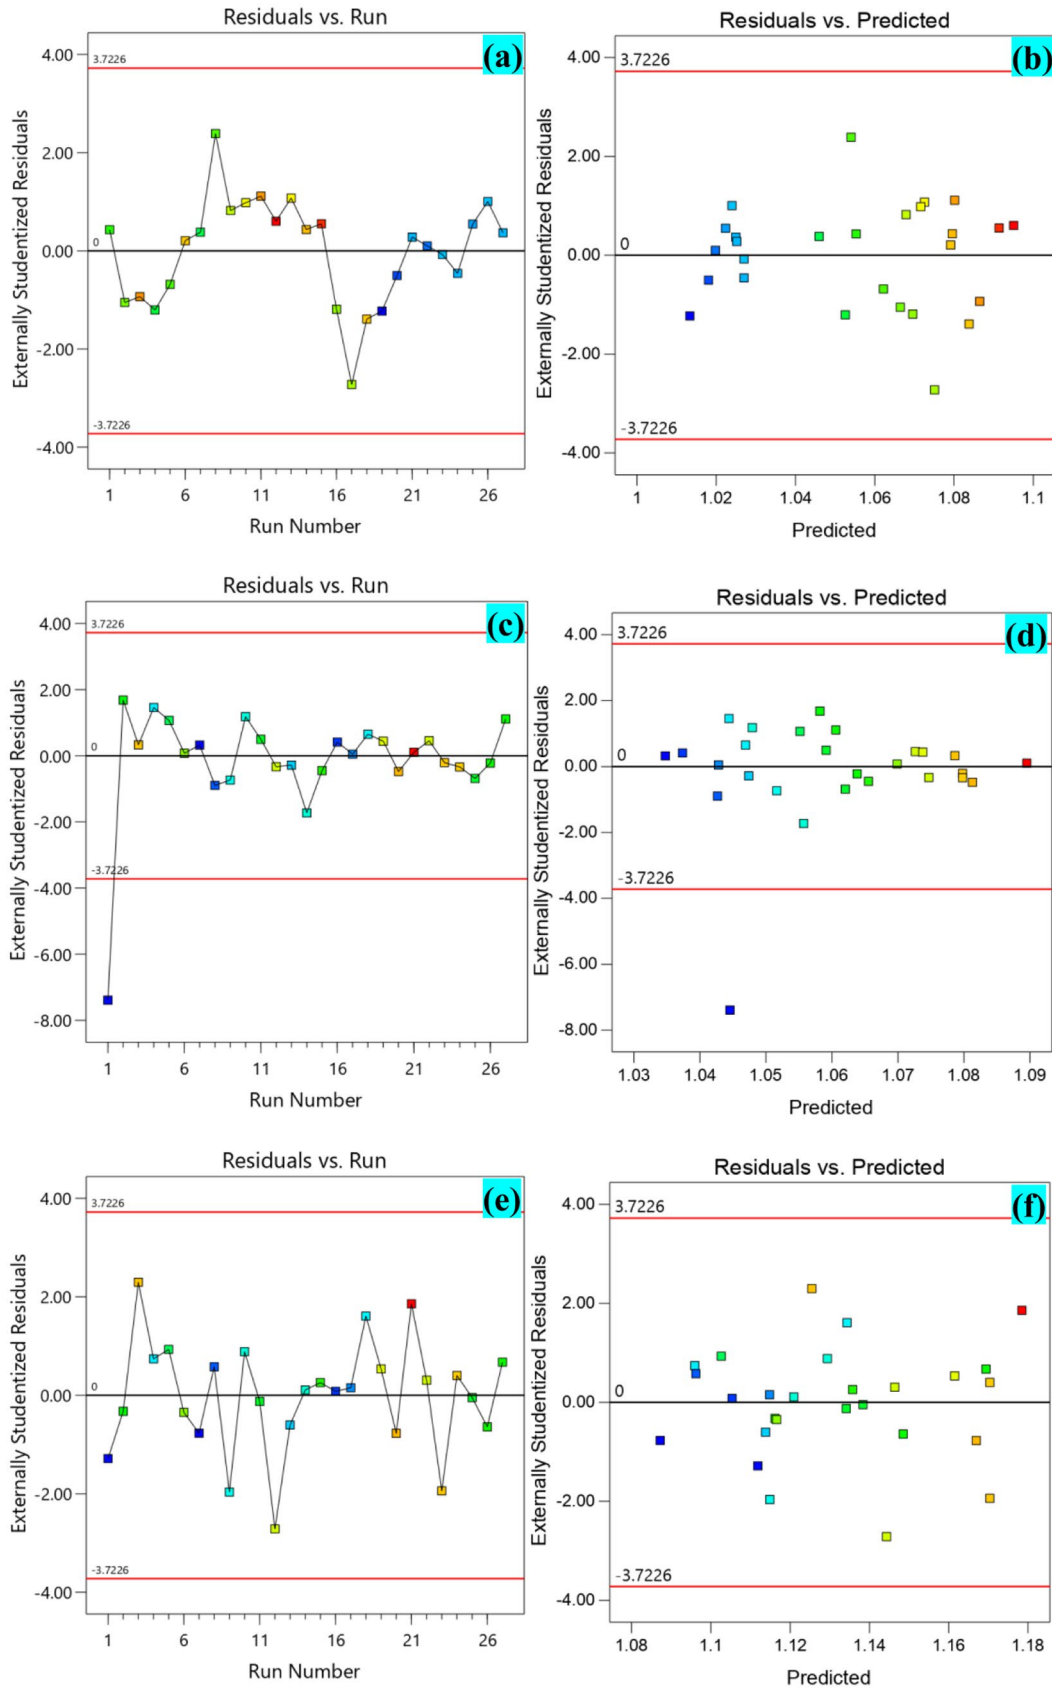 Residuals vs. Run
(a)
Externally Studentized Residuals
4.00
2.00
0.00
-2.00
-4.00
3.7226
0
-3.7226
1 6 11 16 21 26
Run Number
Residuals vs. Predicted
(b)
Externally Studentized Residuals
4.00
2.00
0.00
-2.00
-4.00
3.7226
0
-3.7226
1 1.02 1.04 1.06 1.08 1.1
Predicted
Residuals vs. Run
(c)
Externally Studentized Residuals
4.00
2.00
0.00
-2.00
-4.00
-6.00
-8.00
3.7226
0
-3.7226
1 6 11 16 21 26
Run Number
Residuals vs. Predicted
(d)
Externally Studentized Residuals
4.00
2.00
0.00
-2.00
-4.00
-6.00
-8.00
3.7226
0
-3.7226
1.03 1.04 1.05 1.06 1.07 1.08 1.09
Predicted
Residuals vs. Run
(e)
Externally Studentized Residuals
4.00
2.00
0.00
-2.00
-4.00
3.7226
0
-3.7226
1 6 11 16 21 26
Run Number
Residuals vs. Predicted
(f)
Externally Studentized Residuals
4.00
2.00
0.00
-2.00
-4.00
3.7226
0
-3.7226
1.08 1.1 1.12 1.14 1.16 1.18
Predicted